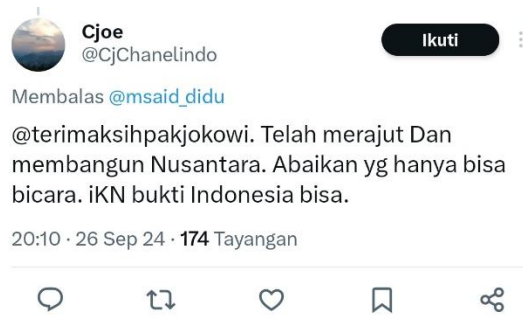 Cjoe
Ikuti
@CjChanelindo
Membalas @msaid_didu
@terimaksihpakjokowi. Telah merajut Dan
membangun Nusantara. Abaikan yg hanya bisa
bicara. iKN bukti Indonesia bisa.
20:10 · 26 Sep 24 · 174 Tayangan